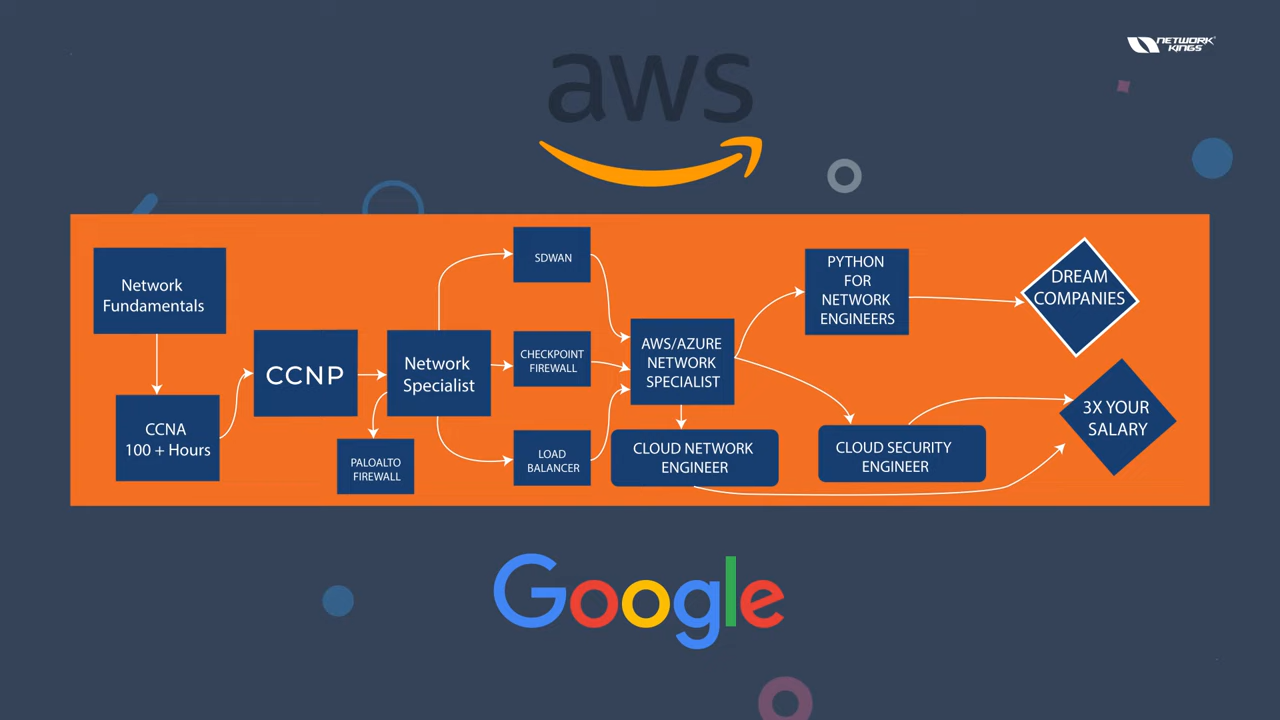 NETWORK
KINGS
aws
Network
Fundamentals
CCNA
100 + Hours
CCNP
Network
Specialist
PALOALTO
FIREWALL
SDWAN
CHECKPOINT
FIREWALL
LOAD
BALANCER
AWS/AZURE
NETWORK
SPECIALIST
CLOUD NETWORK
ENGINEER
PYTHON
FOR
NETWORK
ENGINEERS
CLOUD SECURITY
ENGINEER
DREAM
COMPANIES
3X YOUR
SALARY
Google